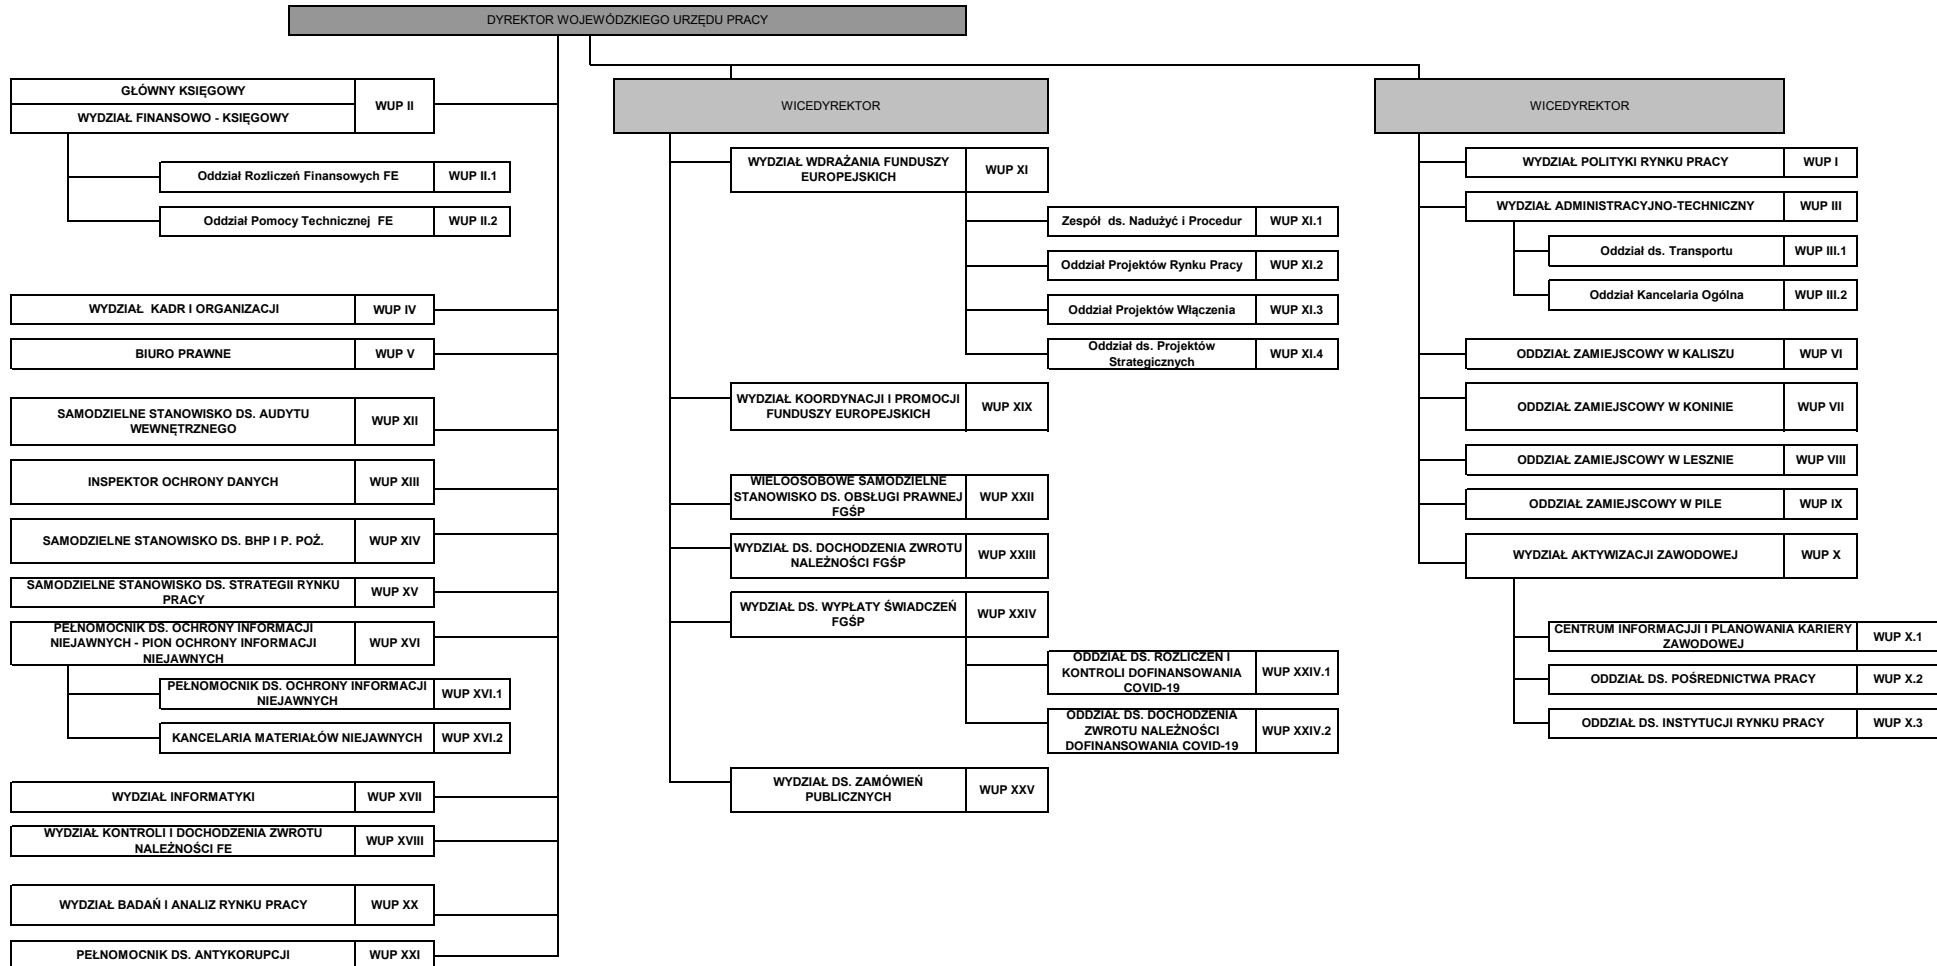 DYREKTOR WOJEWÓDZKIEGO URZĘDU PRACY
GŁÓWNY KSIĘGOWY
WYDZIAŁ FINANSOWO - KSIĘGOWY
WUP II
Oddział Rozliczeń Finansowych FE
WUP II.1
Oddział Pomocy Technicznej FE
WUP II.2
WYDZIAŁ KADR I ORGANIZACJI
WUP IV
BIURO PRAWNE
WUP V
SAMODZIELNE STANOWISKO DS. AUDYTU
WEWNĘTRZNEGO
WUP XII
INSPEKTOR OCHRONY DANYCH
WUP XIII
SAMODZIELNE STANOWISKO DS. BHP I P. POŻ.
WUP XIV
SAMODZIELNE STANOWISKO DS. STRATEGII RYNKU
PRACY
WUP XV
PEŁNOMOCNIK DS. OCHRONY INFORMACJI
NIEJAWNYCH - PION OCHRONY INFORMACJI
NIEJAWNYCH
WUP XVI
PEŁNOMOCNIK DS. OCHRONY INFORMACJI
NIEJAWNYCH
WUP XVI.1
KANCELARIA MATERIAŁÓW NIEJAWNYCH
WUP XVI.2
WYDZIAŁ INFORMATYKI
WUP XVII
WYDZIAŁ KONTROLI I DOCHODZENIA ZWROTU
NALEŻNOŚCI FE
WUP XVIII
WYDZIAŁ BADAŃ I ANALIZ RYNKU PRACY
WUP XX
PEŁNOMOCNIK DS. ANTYKORUPCJI
WUP XXI
WICEDYREKTOR
WYDZIAŁ WDRAŻANIA FUNDUSZY
EUROPEJSKICH
WUP XI
Zespół ds. Nadużyć i Procedur
WUP XI.1
Oddział Projektów Rynku Pracy
WUP XI.2
Oddział Projektów Włączenia
WUP XI.3
Oddział ds. Projektów
Strategicznych
WUP XI.4
WYDZIAŁ KOORDYNACJI I PROMOCJI
FUNDUSZY EUROPEJSKICH
WUP XIX
WIELOOSOBOWE SAMODZIELNE
STANOWISKO DS. OBSŁUGI PRAWNEJ
FGŚP
WUP XXII
WYDZIAŁ DS. DOCHODZENIA ZWROTU
NALEŻNOŚCI FGŚP
WUP XXIII
WYDZIAŁ DS. WYPŁATY ŚWIADCZEŃ
FGŚP
WUP XXIV
ODDZIAŁ DS. ROZLICZEŃ I
KONTROLI DOFINANSOWANIA
COVID-19
WUP XXIV.1
ODDZIAŁ DS. DOCHODZENIA
ZWROTU NALEŻNOŚCI
DOFINANSOWANIA COVID-19
WUP XXIV.2
WYDZIAŁ DS. ZAMÓWIEŃ
PUBLICZNYCH
WUP XXV
WICEDYREKTOR
WYDZIAŁ POLITYKI RYNKU PRACY
WUP I
WYDZIAŁ ADMINISTRACYJNO-TECHNICZNY
WUP III
Oddział ds. Transportu
WUP III.1
Oddział Kancelaria Ogólna
WUP III.2
ODDZIAŁ ZAMIEJSCOWY W KALISZU
WUP VI
ODDZIAŁ ZAMIEJSCOWY W KONINIE
WUP VII
ODDZIAŁ ZAMIEJSCOWY W LESZNIE
WUP VIII
ODDZIAŁ ZAMIEJSCOWY W PILE
WUP IX
WYDZIAŁ AKTYWIZACJI ZAWODOWEJ
WUP X
CENTRUM INFORMACJJI I PLANOWANIA KARIERY
ZAWODOWEJ
WUP X.1
ODDZIAŁ DS. POŚREDNICTWA PRACY
WUP X.2
ODDZIAŁ DS. INSTYTUCJI RYNKU PRACY
WUP X.3